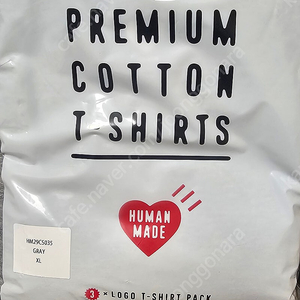 PREMIUM
COTTON
T-SHIRTS
HUMAN
MADE
HM29CS035
GRAY
XL
3 × LOGO T-SHIRT PACK